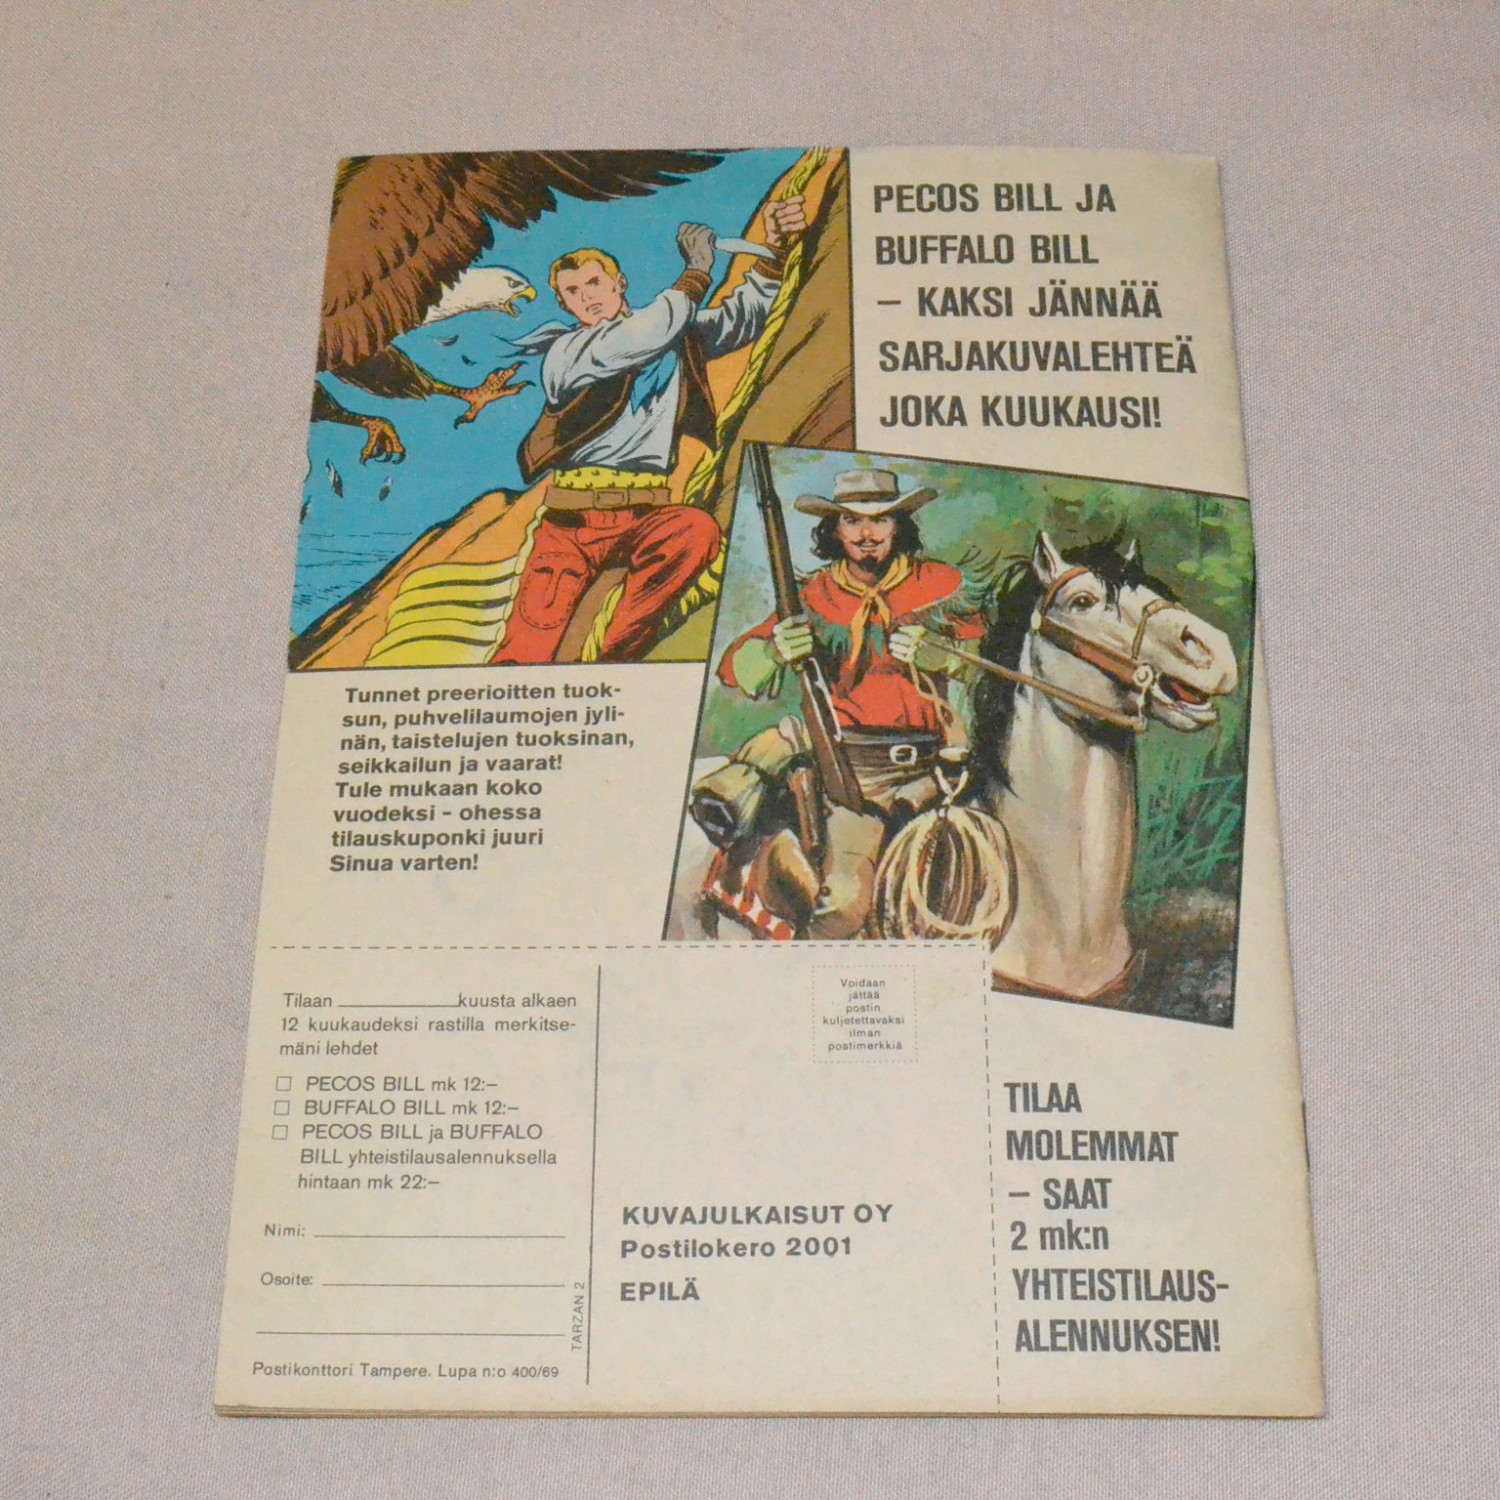 PECOS BILL JA
BUFFALO BILL
– KAKSI JÄNNÄÄ
SARJAKUVALEHTEÄ
JOKA KUUKAUSI!
Tunnet preerioitten tuok-
sun, puhvelilaumojen jyli-
nän, taistelujen tuoksinan,
seikkailun ja vaarat!
Tule mukaan koko
vuodeksi - ohessa
tilauskuponki juuri
Sinua varten!
Tilaan ____________kuusta alkaen
12 kuukaudeksi rastilla merkitse-
mäni lehdet
☐ PECOS BILL mk 12:–
☐ BUFFALO BILL mk 12:–
☐ PECOS BILL ja BUFFALO
BILL yhteistilausalennuksella
hintaan mk 22:–
Nimi:
Osoite:
Postikonttori Tampere. Lupa n:o 400/69
TARZAN 2
Voidaan
jättää
postin
kuljetettavaksi
ilman
postimerkkiä
KUVAJULKAISUT OY
Postilokero 2001
EPILÄ
TILAA
MOLEMMAT
– SAAT
2 mk:n
YHTEISTILAUS-
ALENNUKSEN!